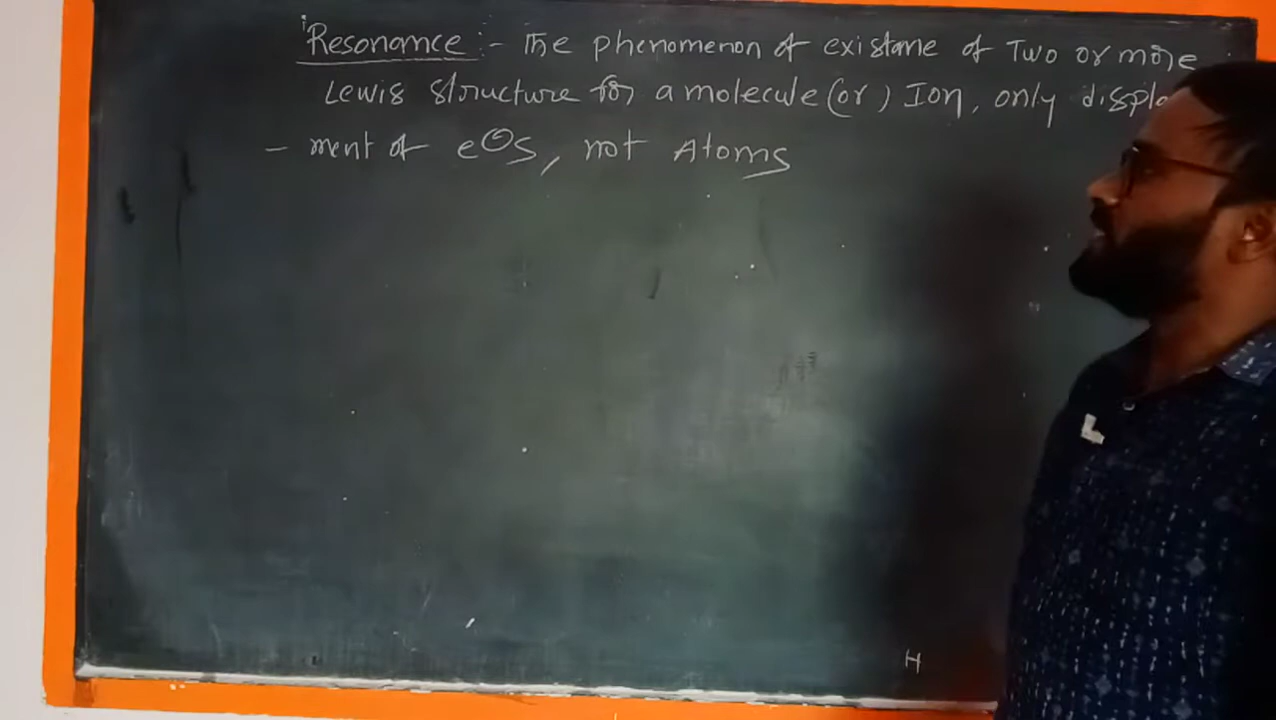 Resonance :- The phenomenon of existane of Two or more
Lewis structure for a molecule (or) Ion, only displa
- ment of e⊖s, not Atoms
H